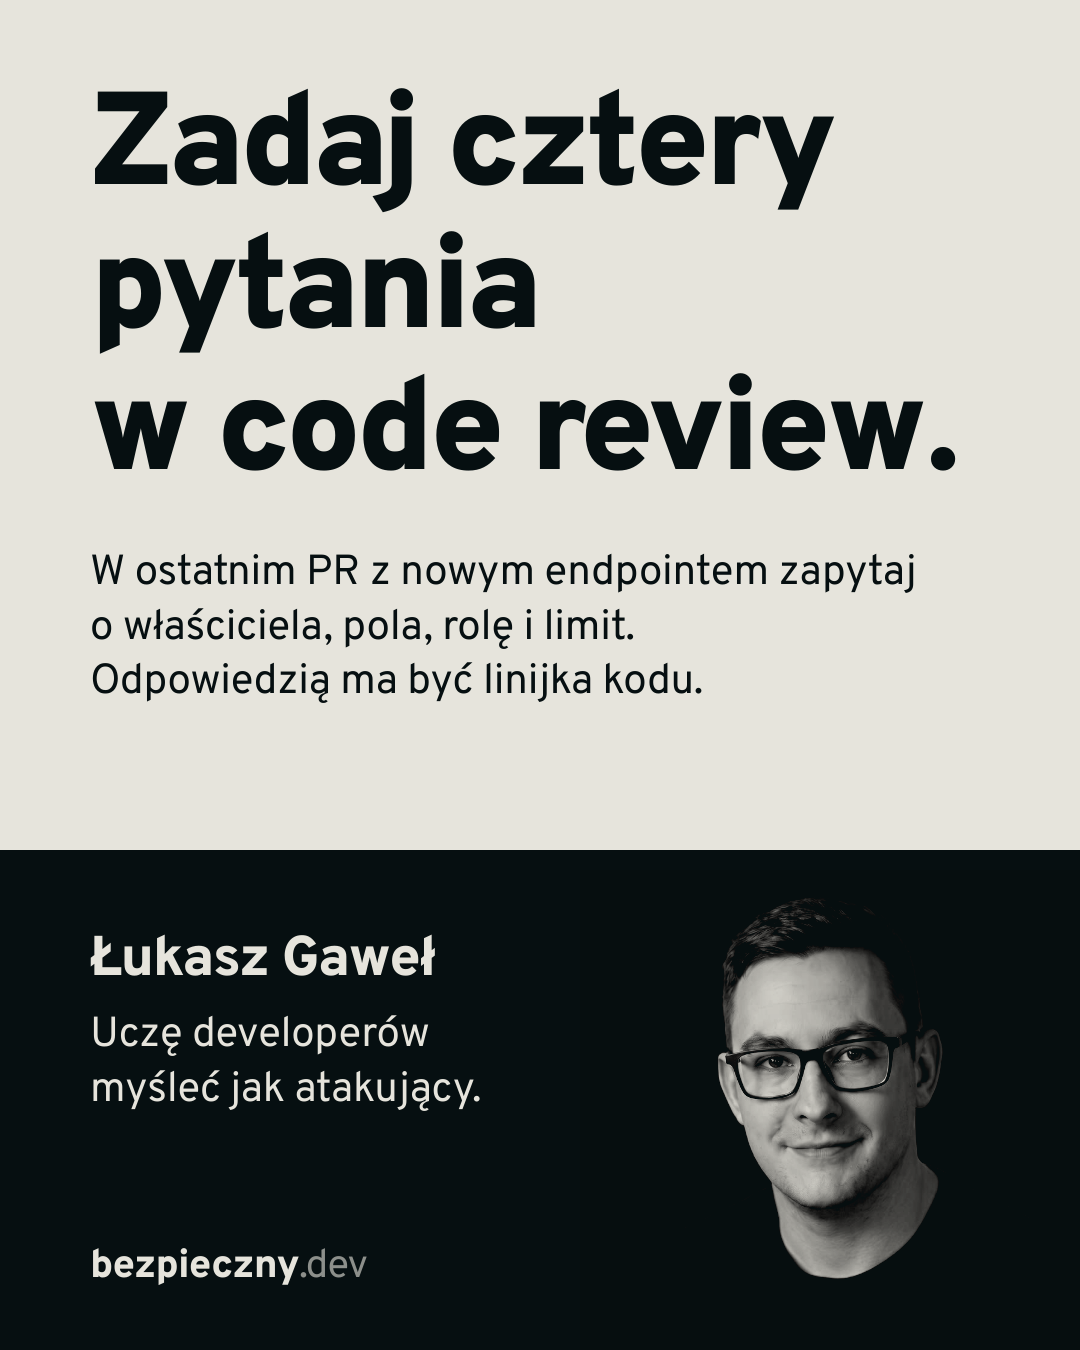 Zadaj cztery
pytania
w code review.
W ostatnim PR z nowym endpointem zapytaj
o właściciela, pola, rolę i limit.
Odpowiedzią ma być linijka kodu.
Łukasz Gaweł
Uczę developerów
myśleć jak atakujący.
bezpieczny.dev